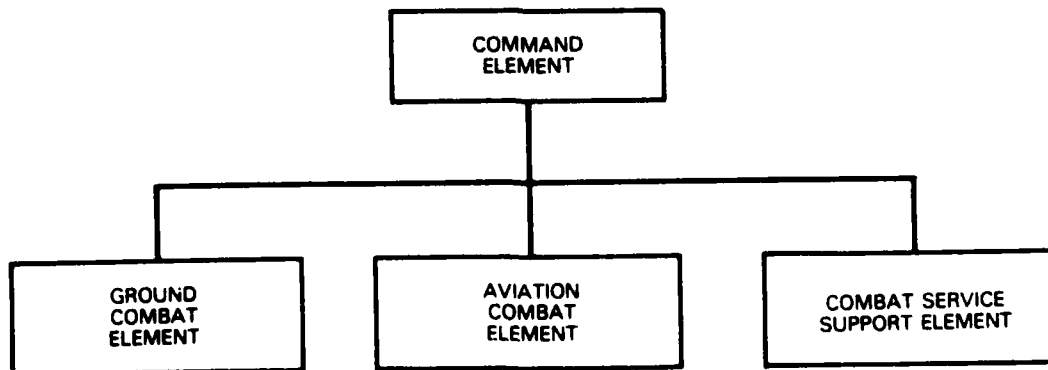 COMMAND
ELEMENT
GROUND
COMBAT
ELEMENT
AVIATION
COMBAT
ELEMENT
COMBAT SERVICE
SUPPORT ELEMENT